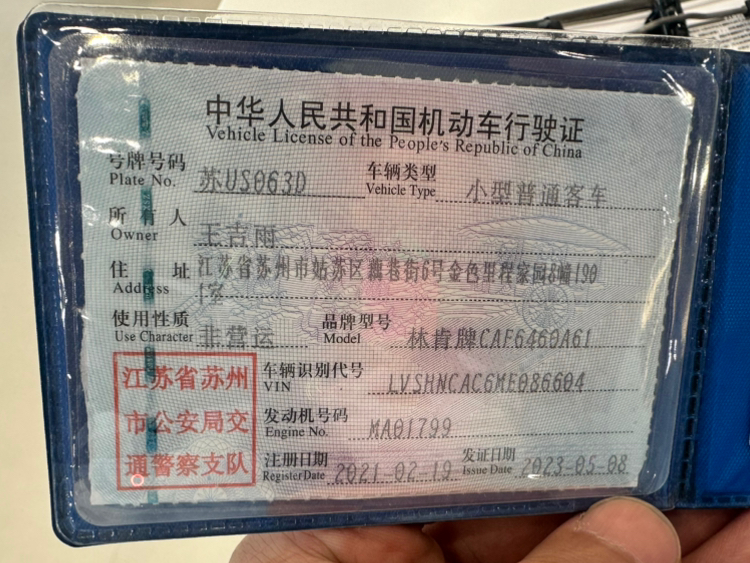 中华人民共和国机动车行驶证
Vehicle License of the People's Republic of China
号牌号码 苏US063D 车辆类型 小型普通客车
Plate No. Vehicle Type
所有人 王吉雨
Owner
住址 江苏省苏州市姑苏区藕巷街6号金色里程家园8幢190
Address 1室
使用性质 非营运 品牌型号 林肯牌CAF6460A61
Use Character Model
江苏省苏州 车辆识别代号 LVSHNCAC6ME086604
VIN
市公安局交 发动机号码 MA01799
Engine No.
通警察支队 注册日期 2021-02-19 发证日期 2023-05-08
Register Date Issue Date